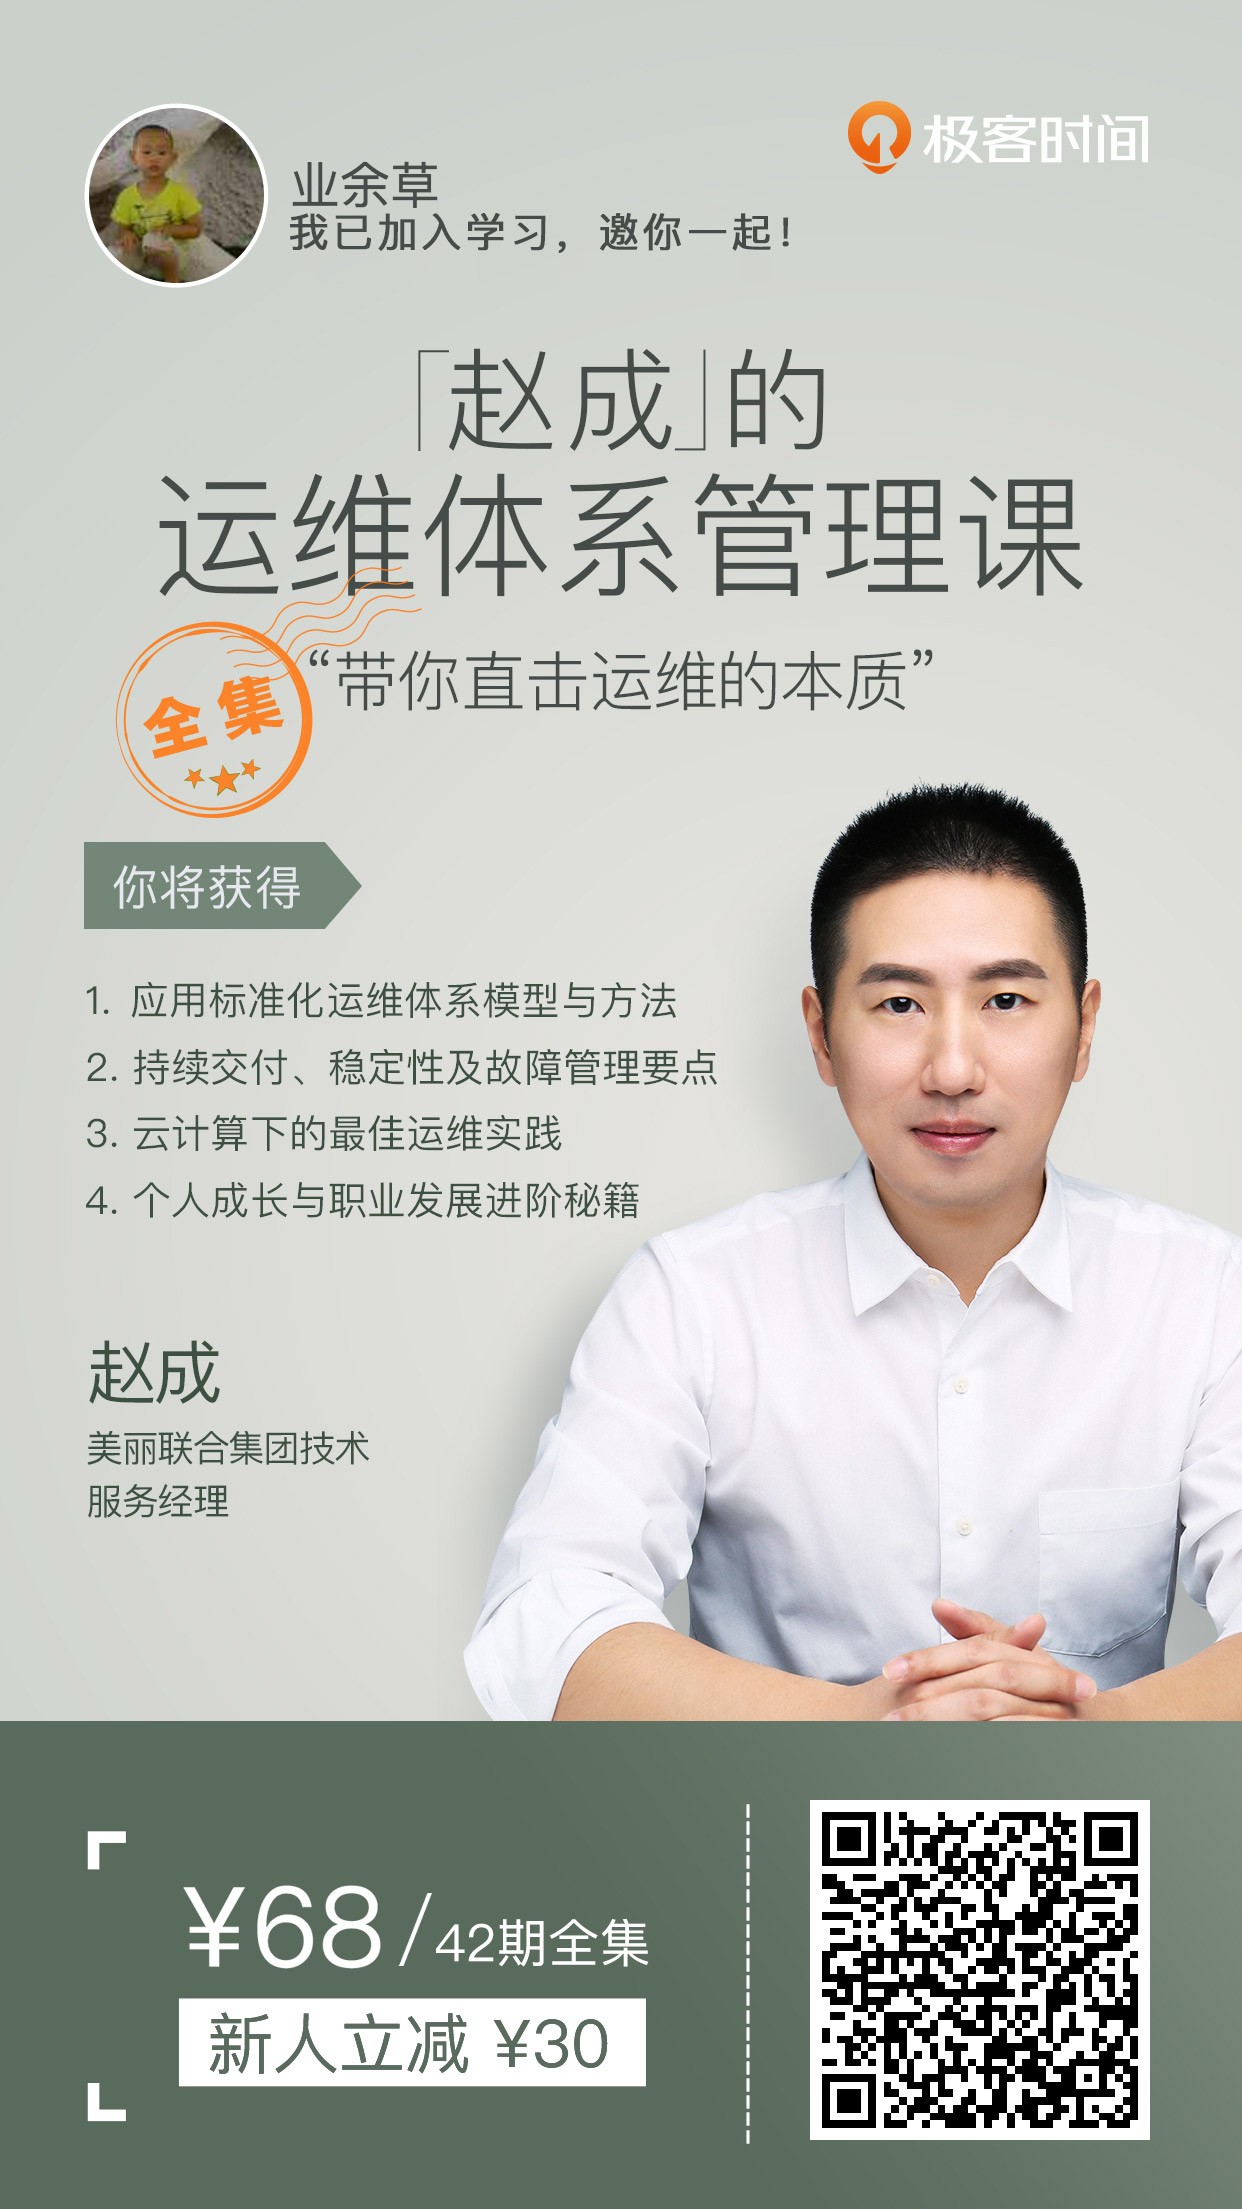 极客时间
业余草
我已加入学习，邀你一起！
「赵成」的
运维体系管理课
“带你直击运维的本质”
全集
你将获得
1. 应用标准化运维体系模型与方法
2. 持续交付、稳定性及故障管理要点
3. 云计算下的最佳运维实践
4. 个人成长与职业发展进阶秘籍
赵成
美丽联合集团技术
服务经理
¥68/42期全集
新人立减 ¥30